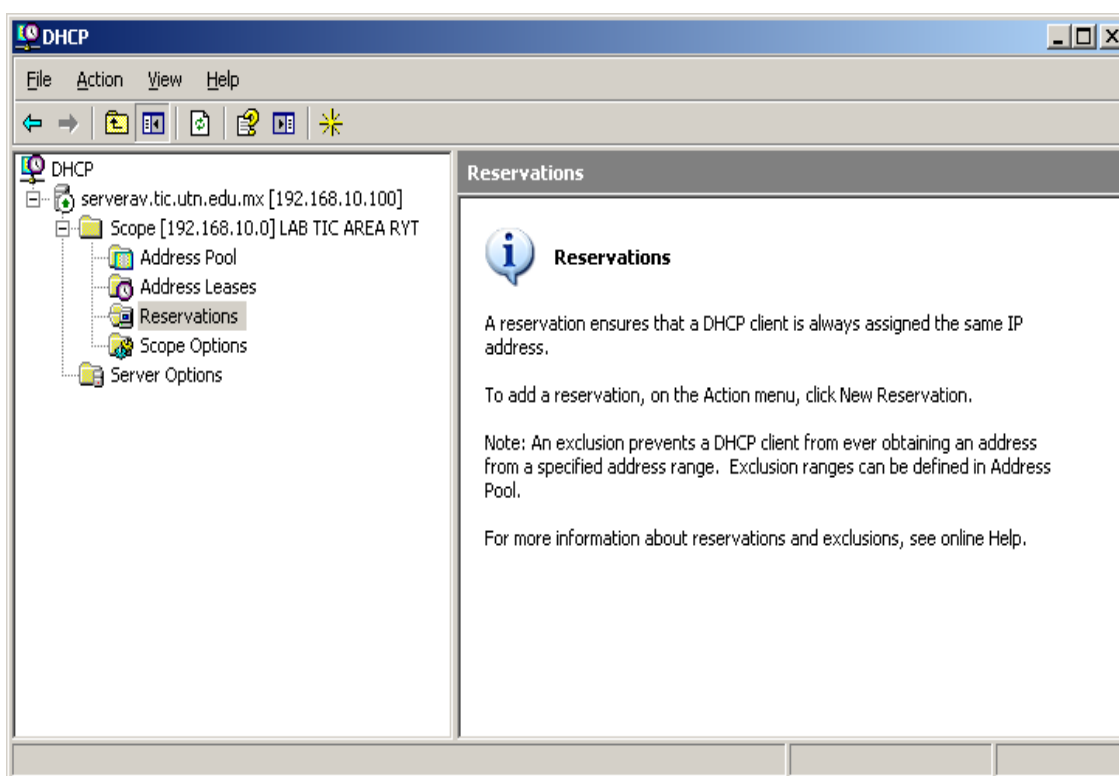 DHCP
File Action View Help
DHCP
serverav.tic.utn.edu.mx [192.168.10.100]
Scope [192.168.10.0] LAB TIC AREA RYT
Address Pool
Address Leases
Reservations
Scope Options
Server Options
Reservations
Reservations
A reservation ensures that a DHCP client is always assigned the same IP
address.
To add a reservation, on the Action menu, click New Reservation.
Note: An exclusion prevents a DHCP client from ever obtaining an address
from a specified address range. Exclusion ranges can be defined in Address
Pool.
For more information about reservations and exclusions, see online Help.